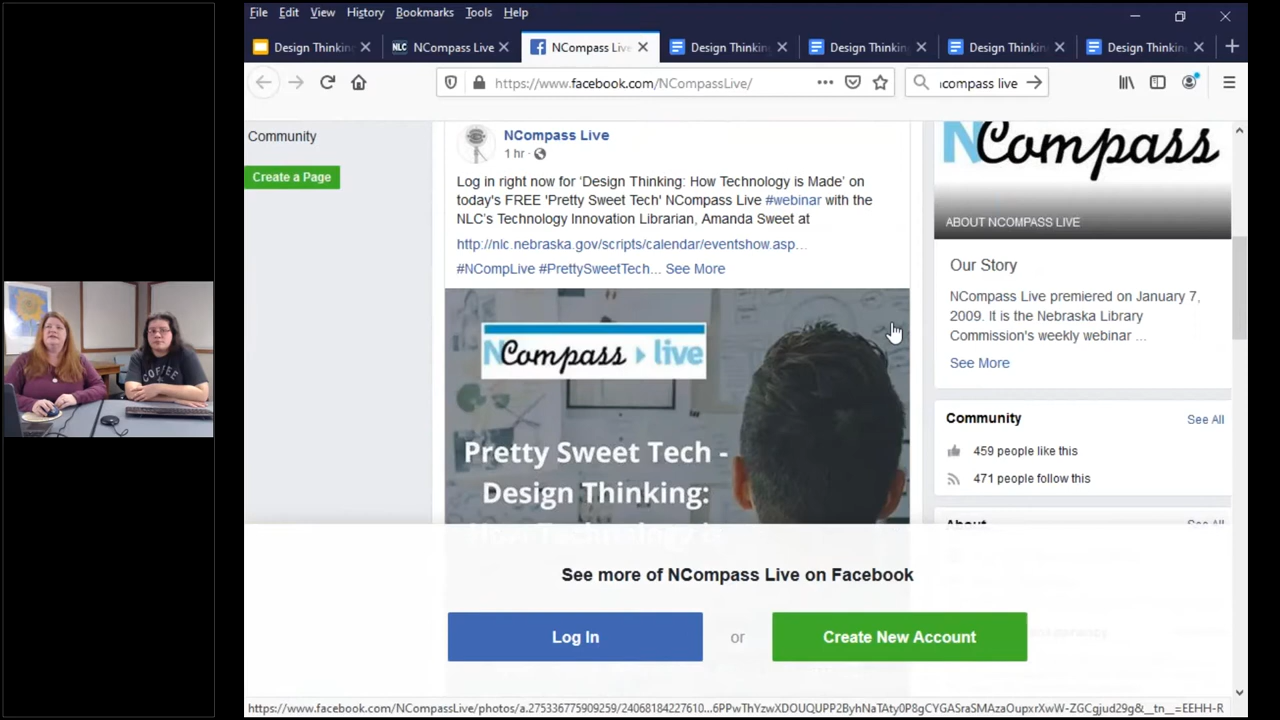 File Edit View History Bookmarks Tools Help
Design Thinkin
NLC NCompass Live
NCompass Live
Design Thinkin
Design Thinkin
Design Thinkin
Design Thinkin
https://www.facebook.com/NCompassLive/
compass live
Community
Create a Page
NCompass Live
1 hr
Log in right now for 'Design Thinking: How Technology is Made' on
today's FREE 'Pretty Sweet Tech' NCompass Live #webinar with the
NLC's Technology Innovation Librarian, Amanda Sweet at
http://nlc.nebraska.gov/scripts/calendar/eventshow.asp...
#NCompLive #PrettySweetTech... See More
NCompass live
Pretty Sweet Tech -
Design Thinking:
NCompass
ABOUT NCOMPASS LIVE
Our Story
NCompass Live premiered on January 7,
2009. It is the Nebraska Library
Commission's weekly webinar ...
See More
Community See All
459 people like this
471 people follow this
About See All
See more of NCompass Live on Facebook
Log In or Create New Account
COFFEE